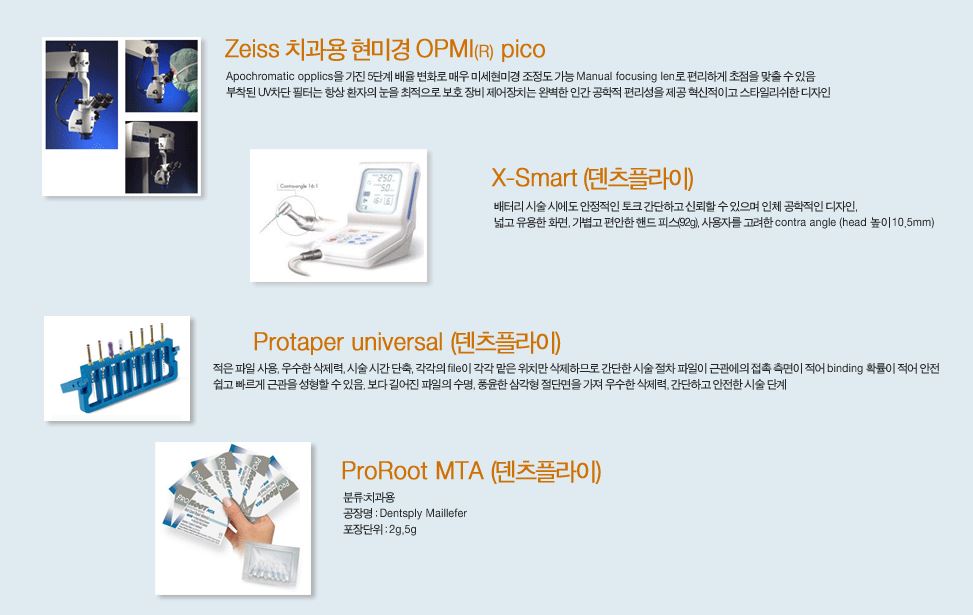 Zeiss 치과용 현미경 OPMI(R) pico
Apochromatic opplics을 가진 5단계 배율 변화로 매우 미세현미경 조정도 가능 Manual focusing len로 편리하게 초점을 맞출 수 있음
부착된 UV차단 필터는 항상 환자의 눈을 최적으로 보호 장비 제어장치는 완벽한 인간 공학적 편리성을 제공 혁신적이고 스타일리쉬한 디자인
Contra-angle 16:1
X-Smart (덴츠플라이)
배터리 시술 시에도 안정적인 토크 간단하고 신뢰할 수 있으며 인체 공학적인 디자인,
넓고 유용한 화면, 가볍고 편안한 핸드 피스(92g), 사용자를 고려한 contra angle (head 높이10,5mm)
Protaper universal (덴츠플라이)
적은 파일 사용, 우수한 삭제력, 시술 시간 단축, 각각의 file이 각각 맡은 위치만 삭제하므로 간단한 시술 절차 파일이 근관에의 접촉 측면이 적어 binding 확률이 적어 안전
쉽고 빠르게 근관을 성형할 수 있음, 보다 길어진 파일의 수명, 풍윤한 삼각형 절단면을 가져 우수한 삭제력, 간단하고 안전한 시술 단계
ProRoot MTA (덴츠플라이)
분류:치과용
공장명 : Dentsply Maillefer
포장단위 : 2g,5g